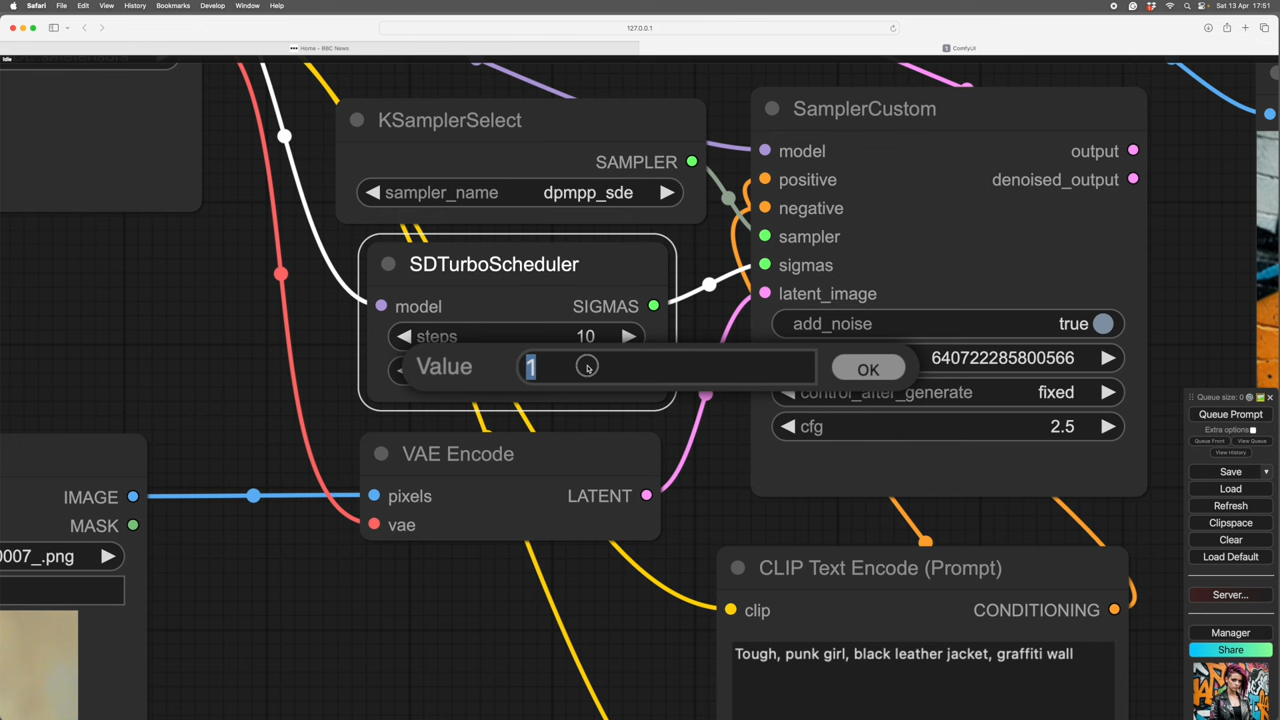 Safari File Edit View History Bookmarks Develop Window Help
Sat 13 Apr 17:51
127.0.0.1
Home – BBC News
ComfyUI
Idle
KSamplerSelect
SAMPLER
sampler_name dpmpp_sde
SDTurboScheduler
model SIGMAS
steps 10
Value 1 OK
VAE Encode
pixels LATENT
vae
IMAGE
MASK
0007_.png
SamplerCustom
model output
positive denoised_output
negative
sampler
sigmas
latent_image
add_noise true
640722285800566
control_after_generate fixed
cfg 2.5
CLIP Text Encode (Prompt)
clip CONDITIONING
Tough, punk girl, black leather jacket, graffiti wall
Queue size: 0
Queue Prompt
Extra options
Queue Front View Queue
View History
Save
Load
Refresh
Clipspace
Clear
Load Default
Server...
Manager
Share